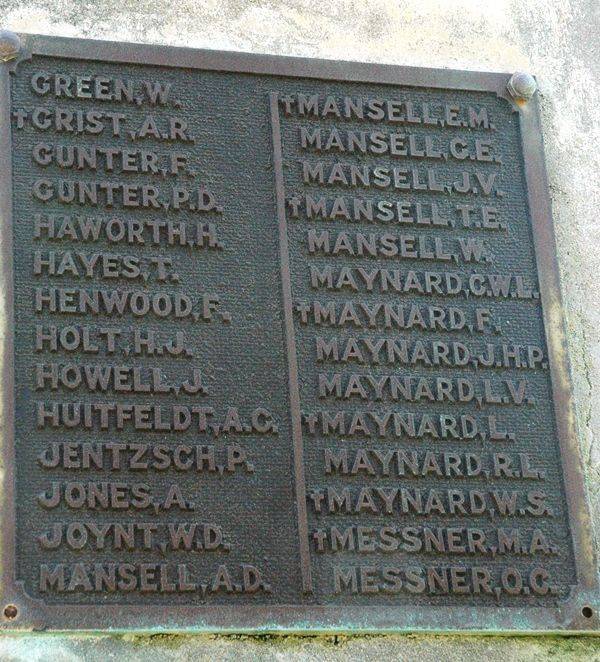 GREEN, W.
†GRIST, A.R.
GUNTER, F.
GUNTER, P.D.
HAWORTH, H.
HAYES, T.
HENWOOD, F.
HOLT, H.J.
HOWELL, J.
HUITFELDT, A.G.
JENTZSCH, P.
JONES, A.
JOYNT, W.D.
MANSELL, A.D.
†MANSELL, E.M.
MANSELL, G.E.
MANSELL, J.V.
†MANSELL, T.E.
MANSELL, W.
MAYNARD, G.W.L.
†MAYNARD, F.
MAYNARD, J.H.P.
MAYNARD, L.V.
†MAYNARD, L.
MAYNARD, R.L.
†MAYNARD, W.S.
†MESSNER, M.A.
MESSNER, O.G.